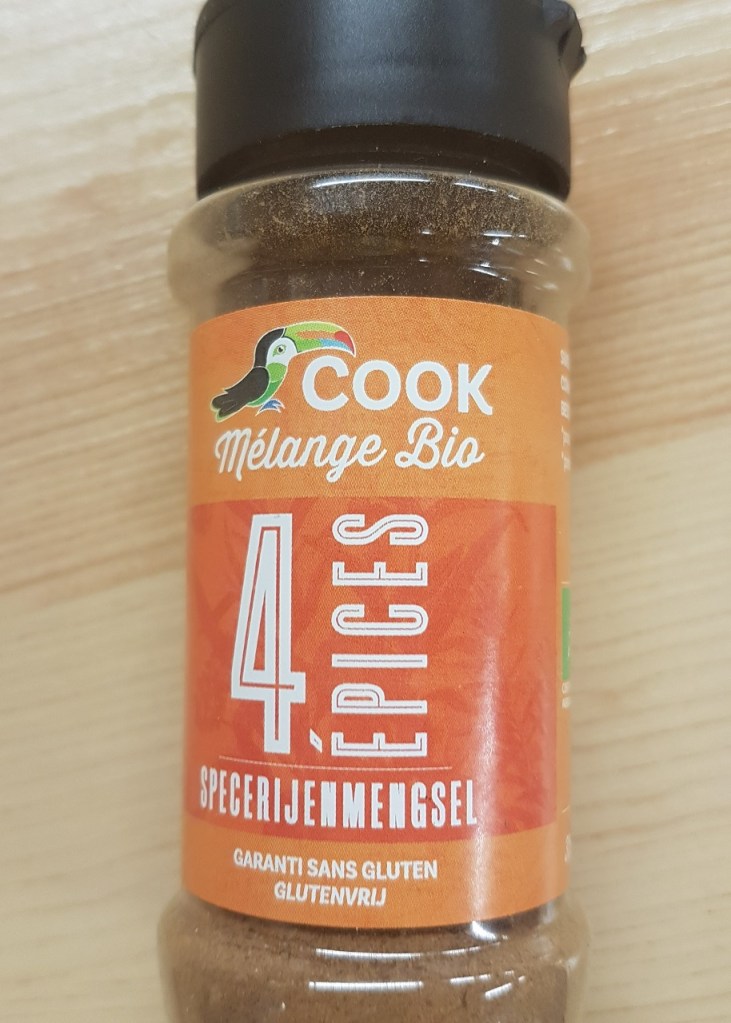 COOK
Mélange Bio
4 ÉPICES
SPECERIJENMENGSEL
GARANTI SANS GLUTEN
GLUTENVRIJ